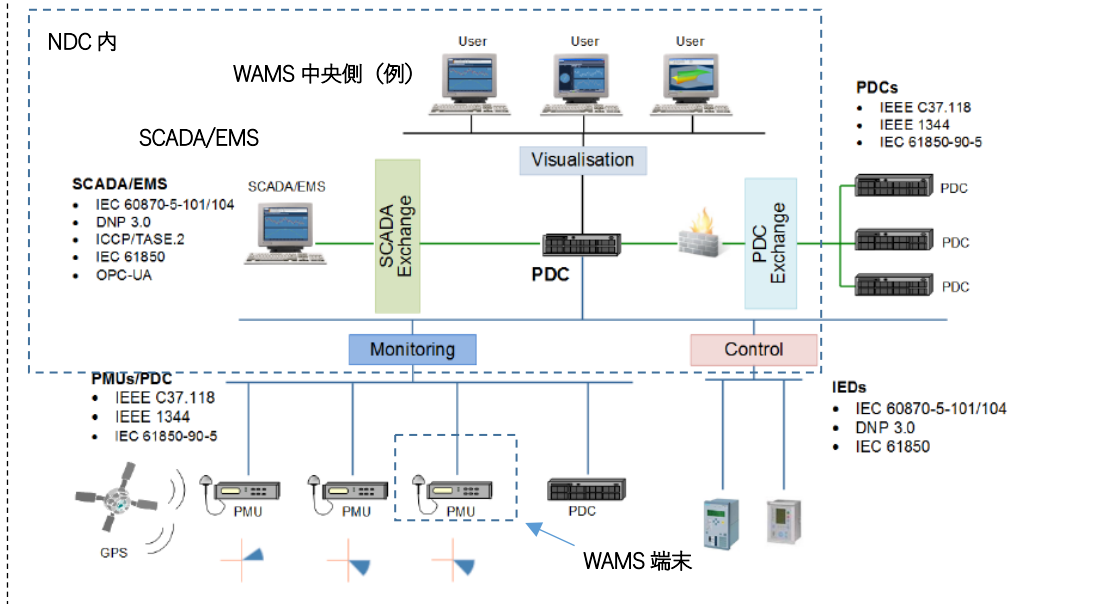 NDC 内
WAMS 中央側（例）
User
User
User
SCADA/EMS
Visualisation
PDCs
• IEEE C37.118
• IEEE 1344
• IEC 61850-90-5
SCADA/EMS
• IEC 60870-5-101/104
• DNP 3.0
• ICCP/TASE.2
• IEC 61850
• OPC-UA
SCADA/EMS
SCADA
Exchange
PDC
PDC
Exchange
PDC
PDC
PDC
Monitoring
Control
PMUs/PDC
• IEEE C37.118
• IEEE 1344
• IEC 61850-90-5
IEDs
• IEC 60870-5-101/104
• DNP 3.0
• IEC 61850
GPS
PMU
PMU
PMU
PDC
WAMS 端末